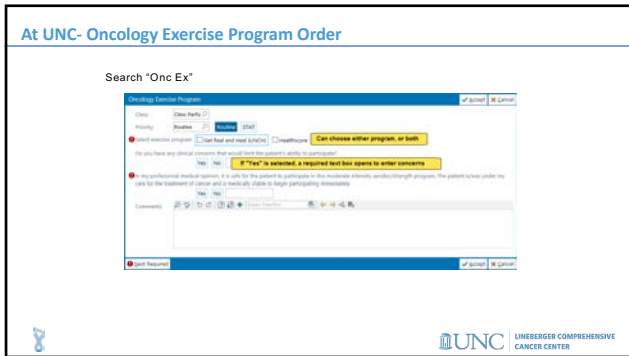 At UNC- Oncology Exercise Program Order
Search "Onc Ex"
Oncology Exercise Program
Accept Cancel
Class: Clinic Perfo
Priority: Routine Routine STAT
Select exercise program Get Real and Heel (UNCH) Healthscore Can choose either program, or both
Do you have any clinical concerns that would limit the patient's ability to participate?
Yes No If "Yes" is selected, a required text box opens to enter concerns
In my professional medical opinion, it is safe for the patient to participate in this moderate intensity aerobic/strength program. The patient is/was under my
care for the treatment of cancer and is medically stable to begin participating immediately.
Yes No
Comments:
Next Required Accept Cancel
UNC LINEBERGER COMPREHENSIVE
CANCER CENTER